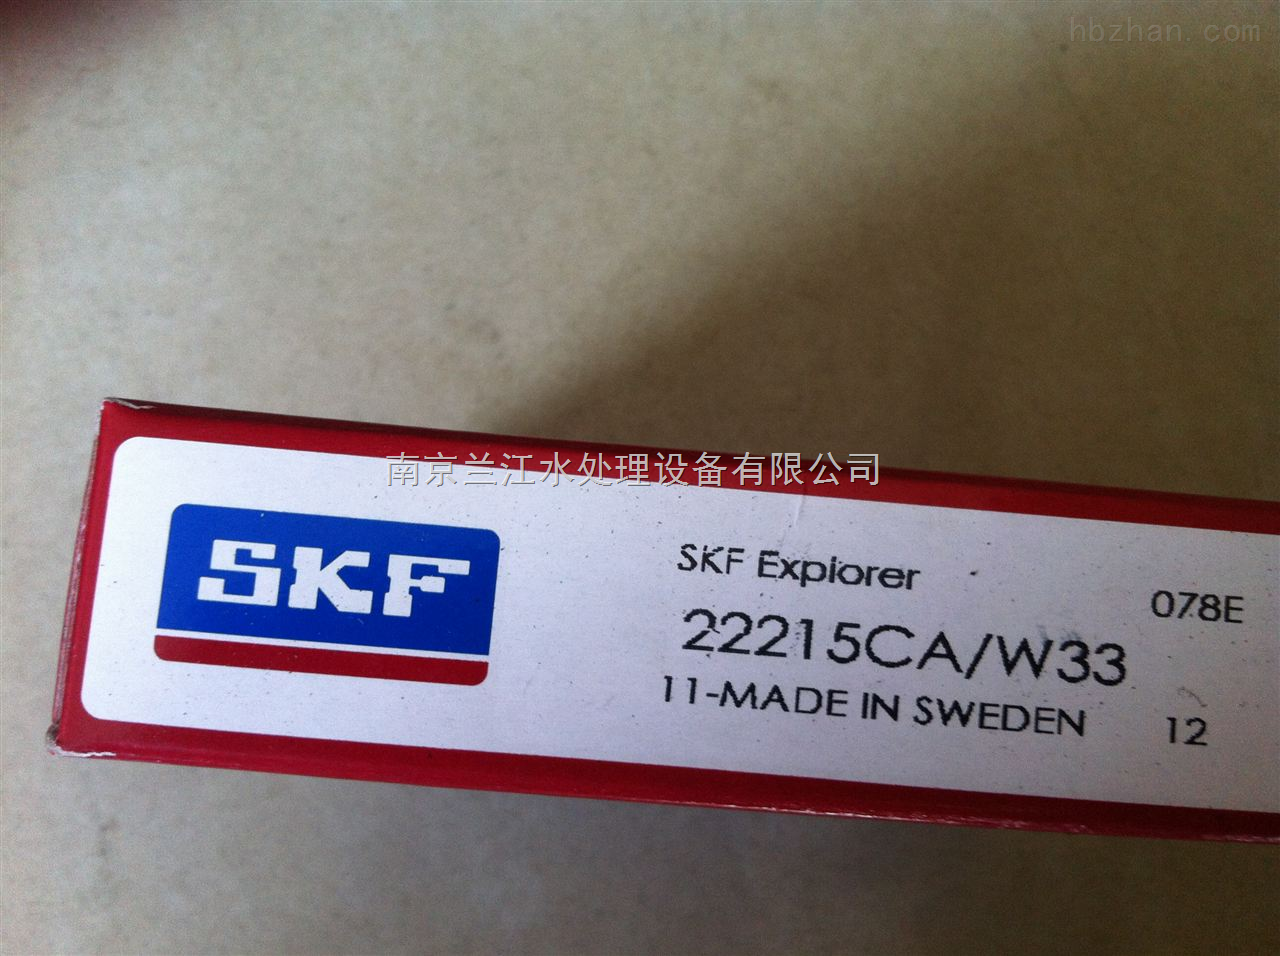 hbzhan.com
南京兰江水处理设备有限公司
SKF
SKF Explorer
078E
22215CA/W33
11-MADE IN SWEDEN 12